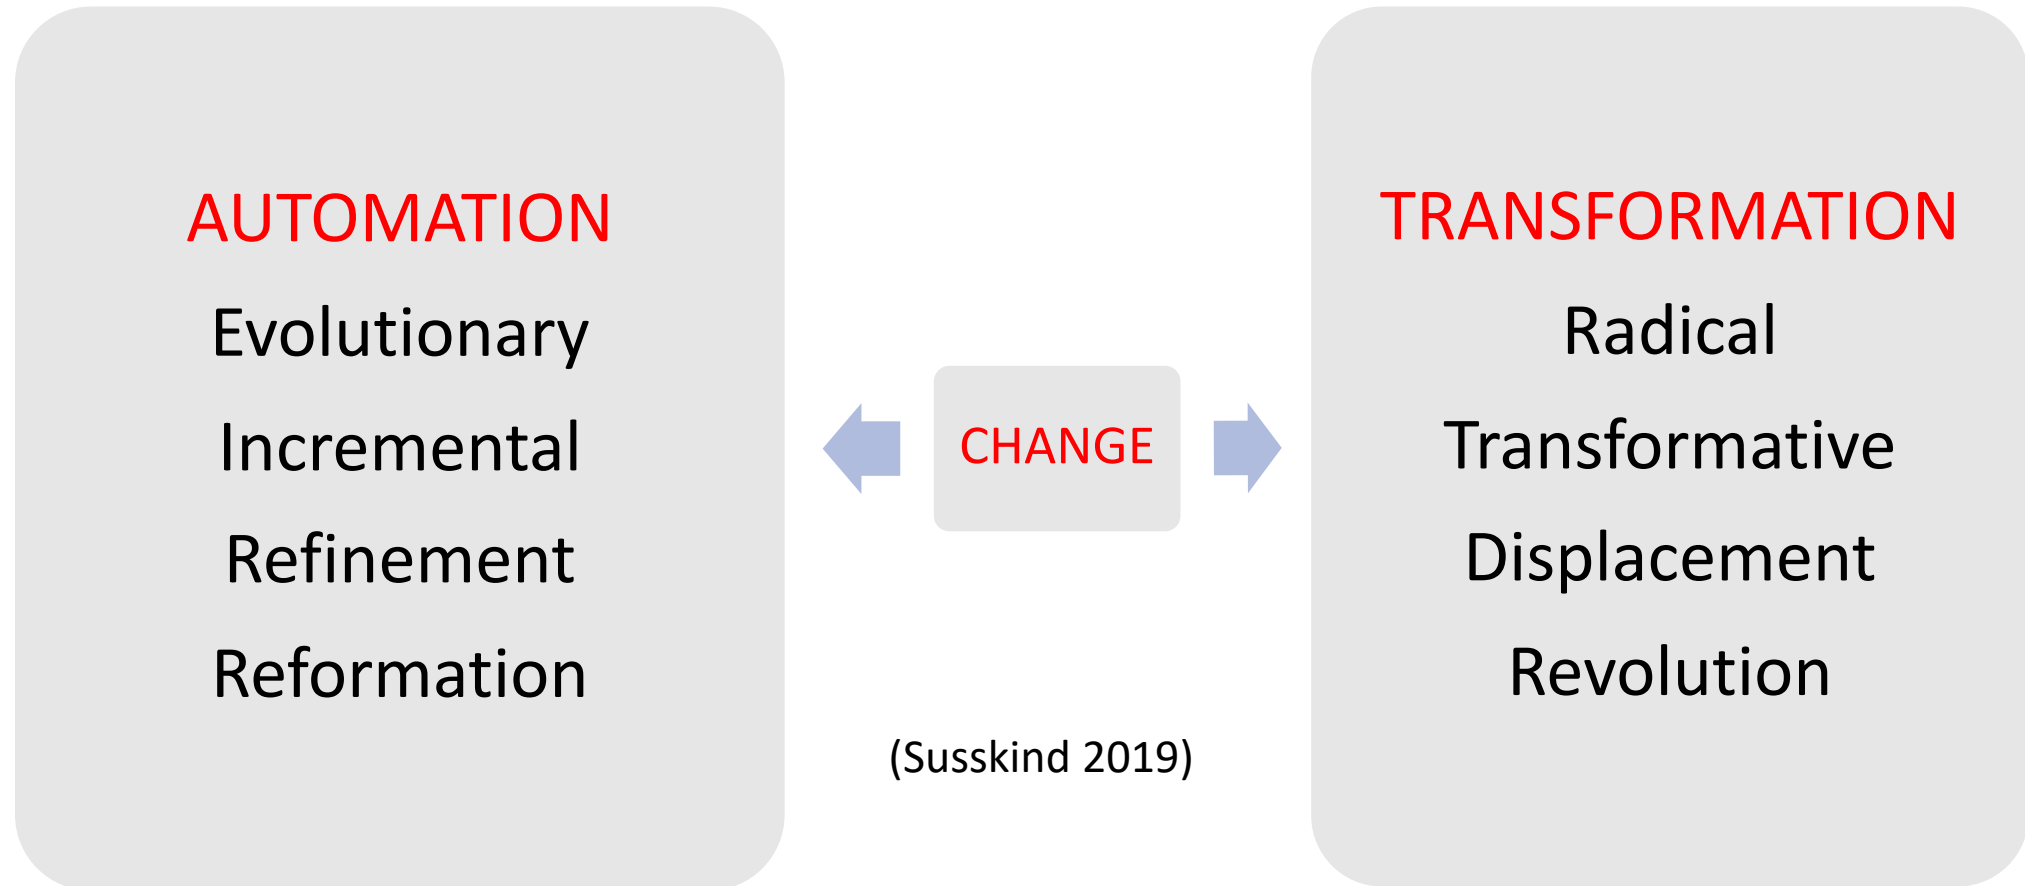 AUTOMATION
Evolutionary
Incremental
Refinement
Reformation
CHANGE
(Susskind 2019)
TRANSFORMATION
Radical
Transformative
Displacement
Revolution